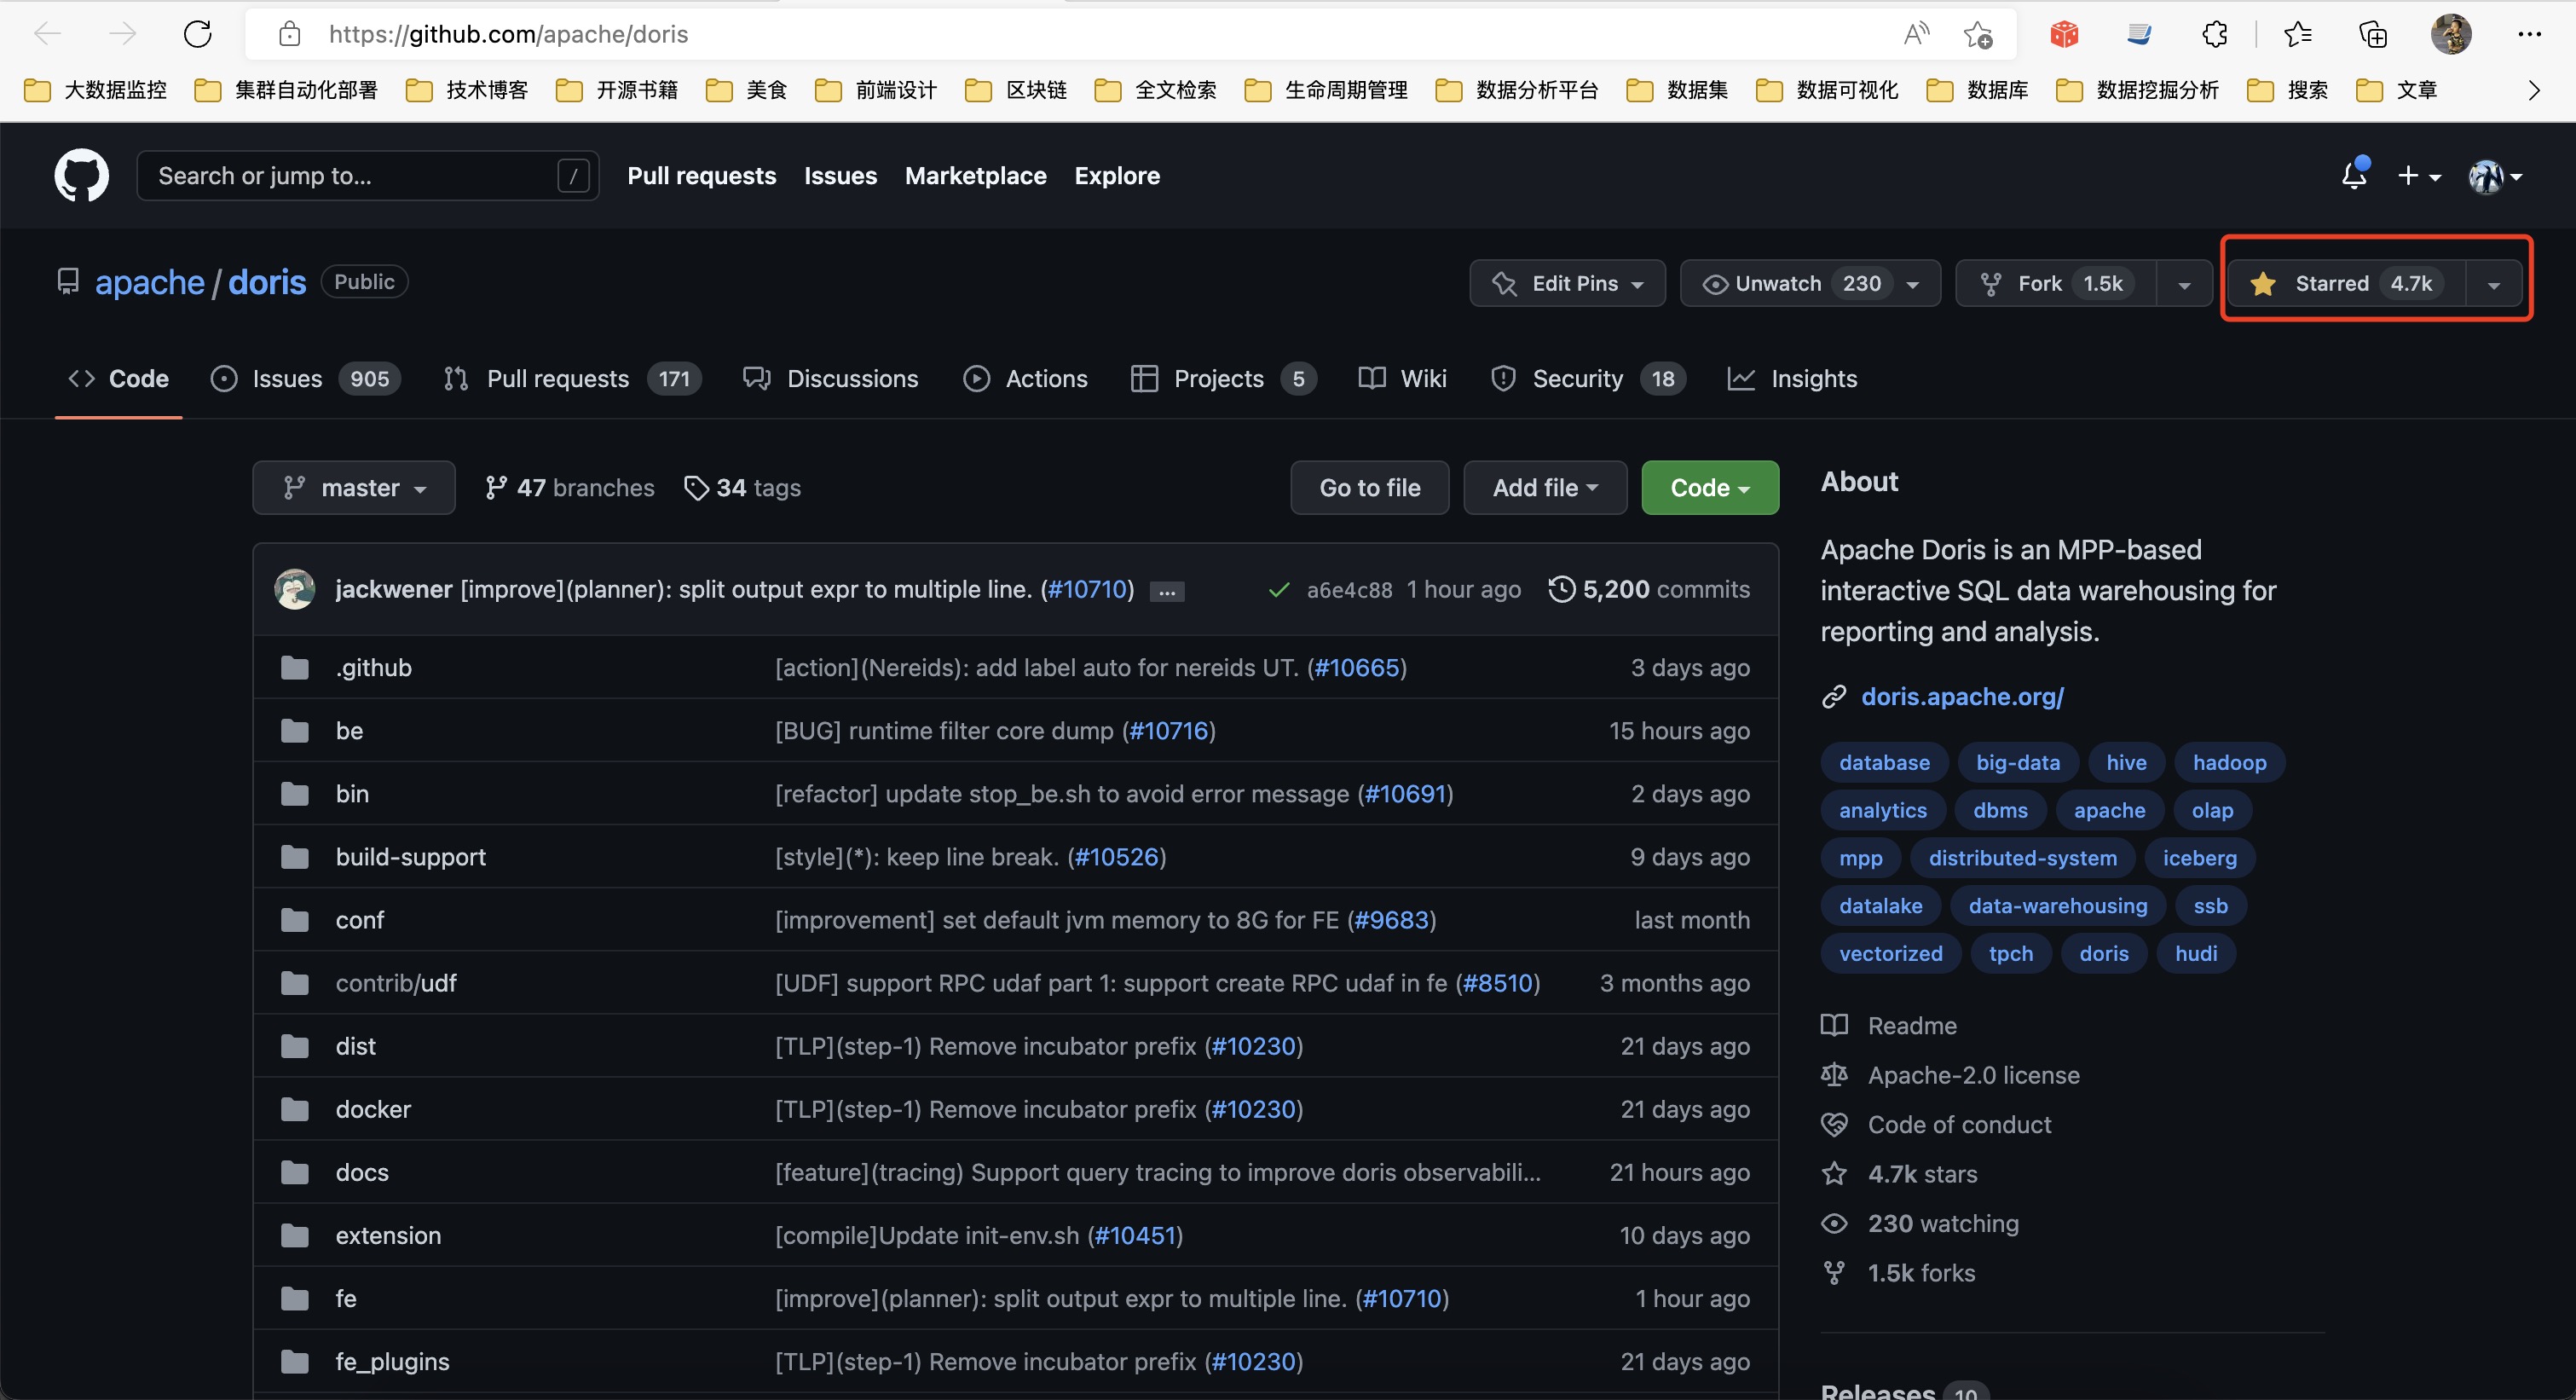 https://github.com/apache/doris
大数据监控 集群自动化部署 技术博客 开源书籍 美食 前端设计 区块链 全文检索 生命周期管理 数据分析平台 数据集 数据可视化 数据库 数据挖掘分析 搜索 文章
Search or jump to... / Pull requests Issues Marketplace Explore
apache / doris Public Edit Pins Unwatch 230 Fork 1.5k Starred 4.7k
Code Issues 905 Pull requests 171 Discussions Actions Projects 5 Wiki Security 18 Insights
master 47 branches 34 tags Go to file Add file Code
jackwener [improve](planner): split output expr to multiple line. (#10710) ... a6e4c88 1 hour ago 5,200 commits
.github [action](Nereids): add label auto for nereids UT. (#10665) 3 days ago
be [BUG] runtime filter core dump (#10716) 15 hours ago
bin [refactor] update stop_be.sh to avoid error message (#10691) 2 days ago
build-support [style](*): keep line break. (#10526) 9 days ago
conf [improvement] set default jvm memory to 8G for FE (#9683) last month
contrib/udf [UDF] support RPC udaf part 1: support create RPC udaf in fe (#8510) 3 months ago
dist [TLP](step-1) Remove incubator prefix (#10230) 21 days ago
docker [TLP](step-1) Remove incubator prefix (#10230) 21 days ago
docs [feature](tracing) Support query tracing to improve doris observabili... 21 hours ago
extension [compile]Update init-env.sh (#10451) 10 days ago
fe [improve](planner): split output expr to multiple line. (#10710) 1 hour ago
fe_plugins [TLP](step-1) Remove incubator prefix (#10230) 21 days ago
About
Apache Doris is an MPP-based
interactive SQL data warehousing for
reporting and analysis.
doris.apache.org/
database big-data hive hadoop
analytics dbms apache olap
mpp distributed-system iceberg
datalake data-warehousing ssb
vectorized tpch doris hudi
Readme
Apache-2.0 license
Code of conduct
4.7k stars
230 watching
1.5k forks
Releases 10